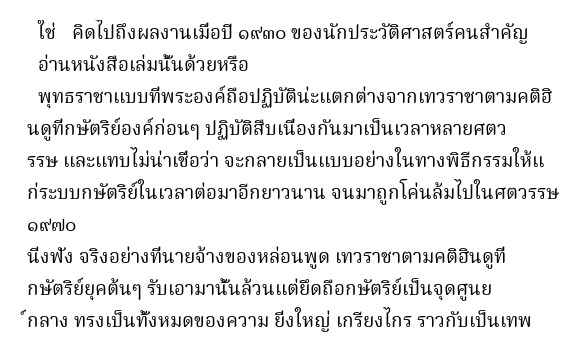 ใช่ คิดไปถึงผลงานเมื่อปี ๑๙๓๐ ของนักประวัติศาสตร์คนสำคัญ
อ่านหนังสือเล่มนั้นด้วยหรือ
พุทธราชาแบบที่พระองค์ถือปฏิบัติน่ะแตกต่างจากเทวราชาตามคติฮิ
นดูที่กษัตริย์องค์ก่อนๆ ปฏิบัติสืบเนื่องกันมาเป็นเวลาหลายศตว
รรษ และแทบไม่น่าเชื่อว่า จะกลายเป็นแบบอย่างในทางพิธีกรรมให้แ
ก่ระบบกษัตริย์ในเวลาต่อมาอีกยาวนาน จนมาถูกโค่นล้มไปในศตวรรษ
๑๙๗๐
นั่งฟัง จริงอย่างที่นายจ้างของหล่อนพูด เทวราชาตามคติฮินดูที่
กษัตริย์ยุคต้นๆ รับเอามานั้นล้วนแต่ยึดถือกษัตริย์เป็นจุดศูนย
์กลาง ทรงเป็นทั้งหมดของความ ยิ่งใหญ่ เกรียงไกร ราวกับเป็นเทพ